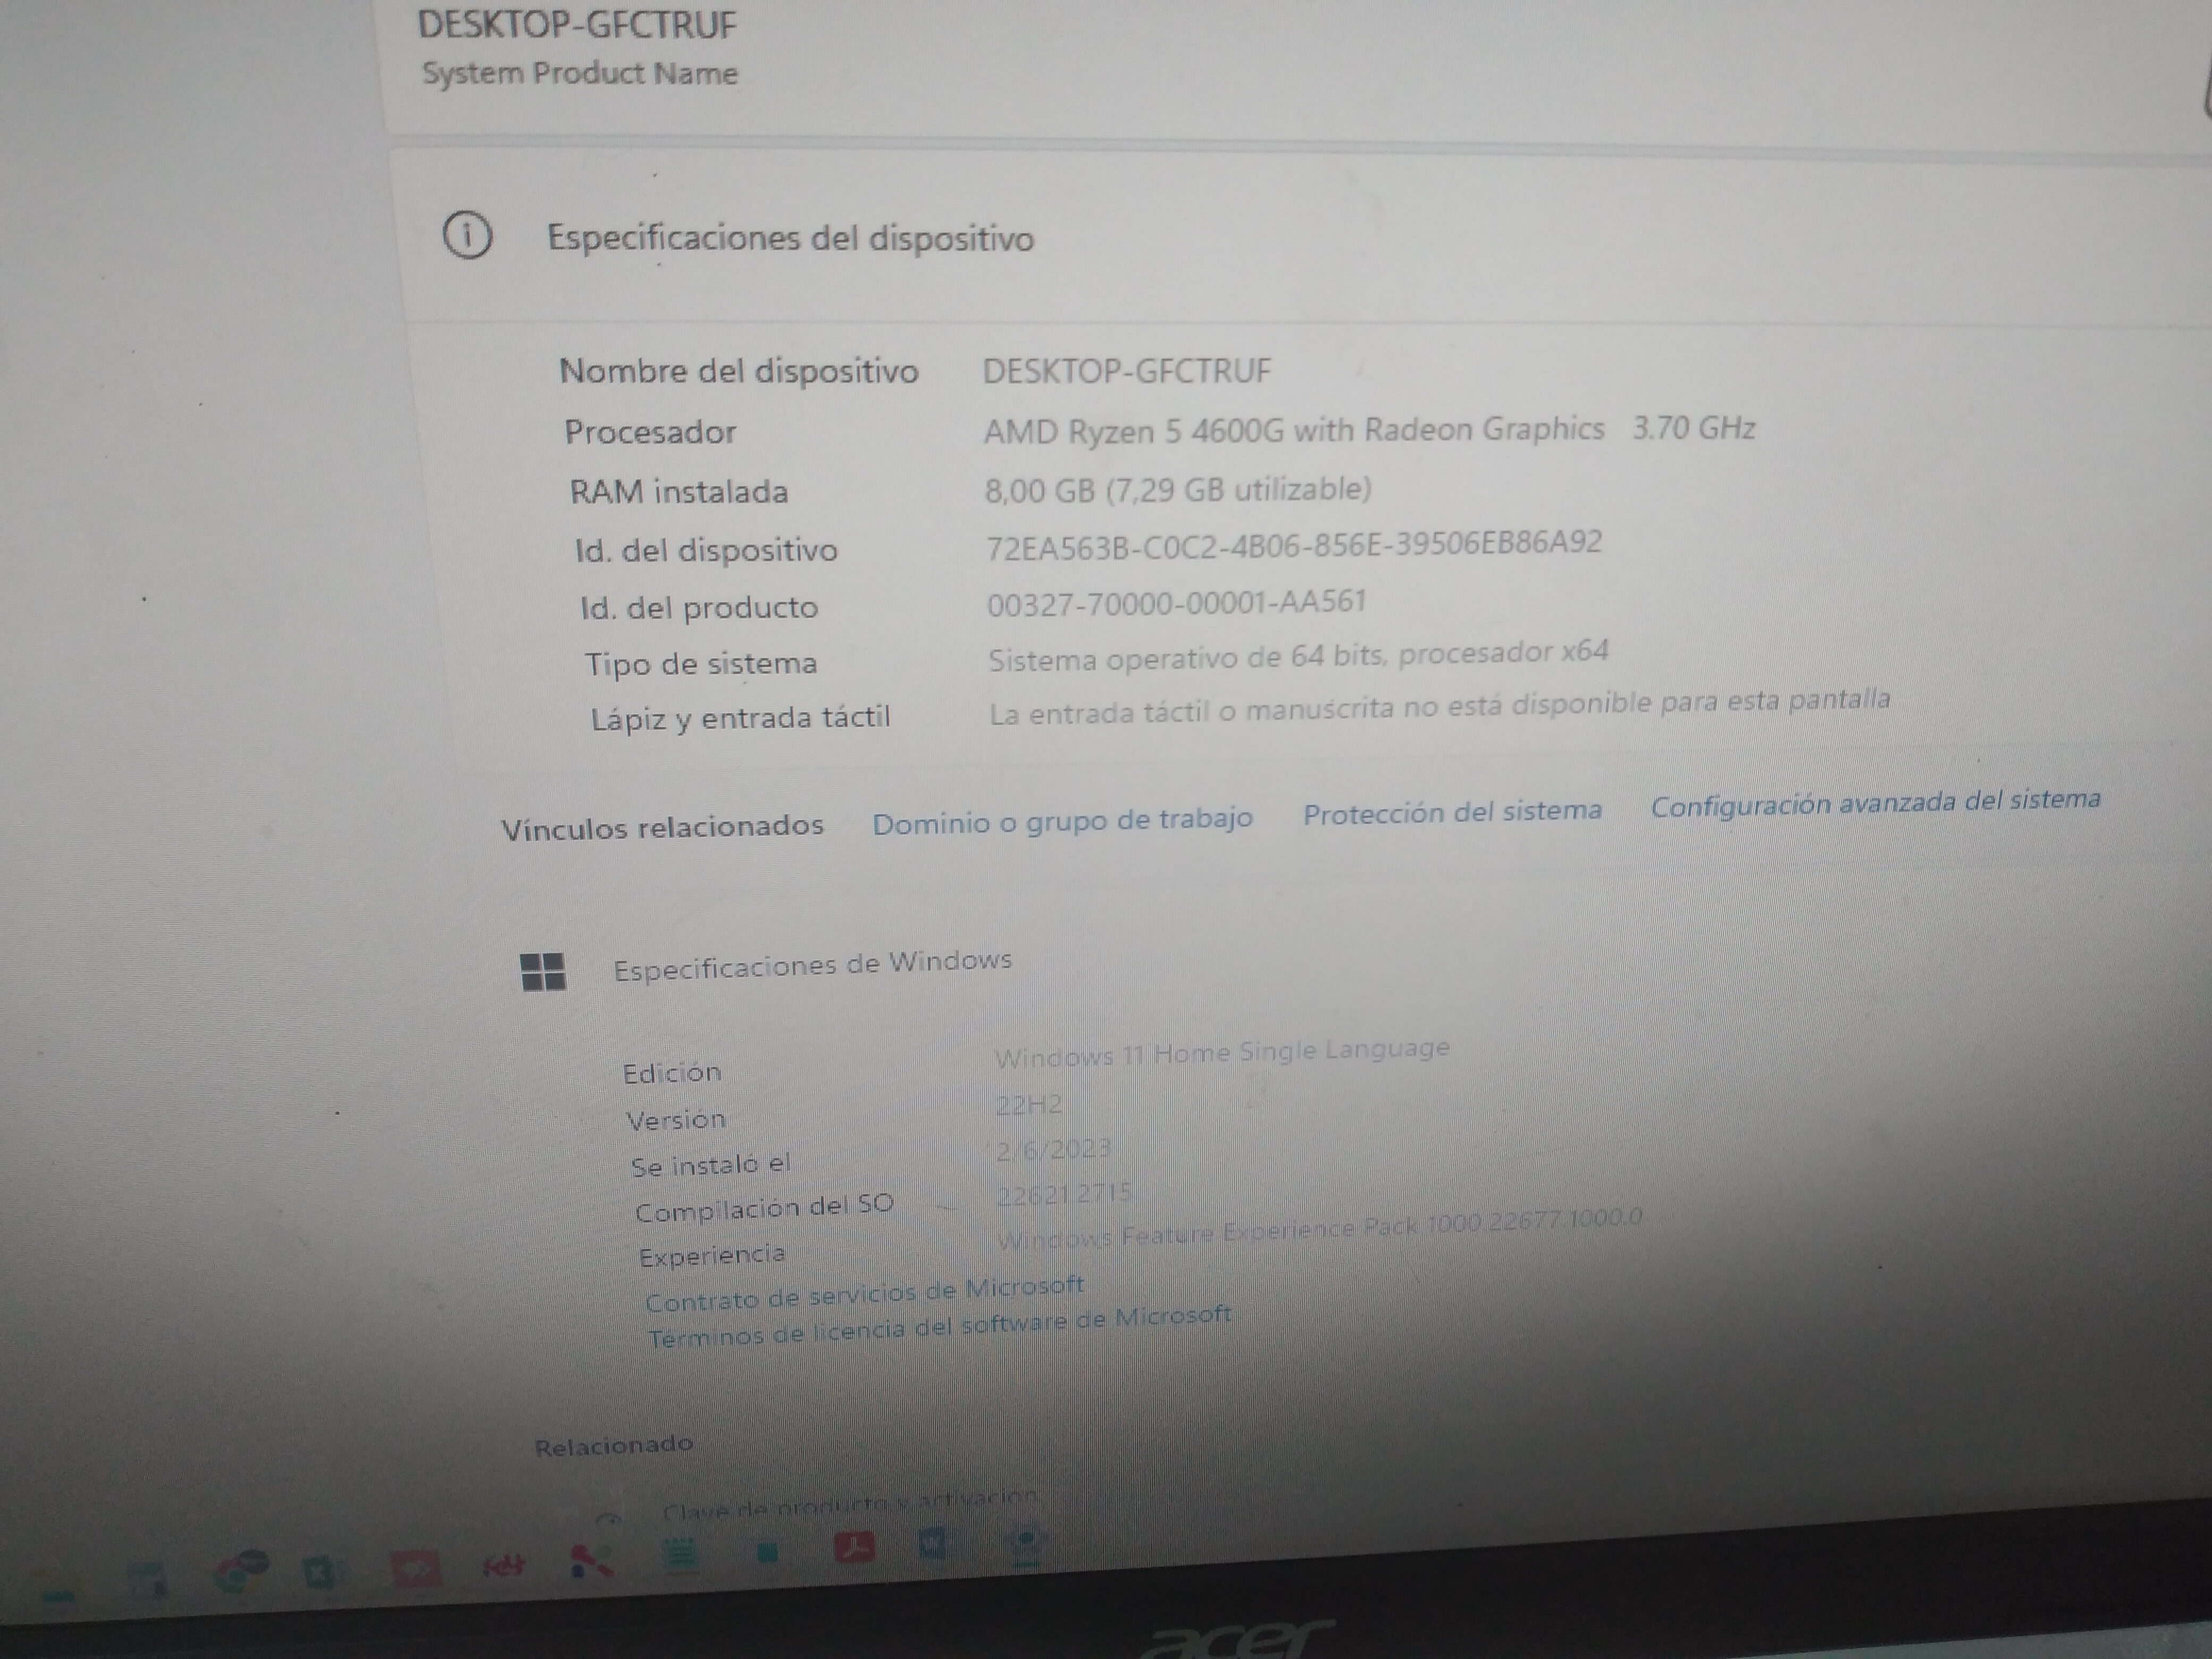 DESKTOP-GFCTRUF
System Product Name
Especificaciones del dispositivo
Nombre del dispositivo DESKTOP-GFCTRUF
Procesador AMD Ryzen 5 4600G with Radeon Graphics 3.70 GHz
RAM instalada 8,00 GB (7,29 GB utilizable)
Id. del dispositivo 72EA563B-C0C2-4B06-856E-39506EB86A92
Id. del producto 00327-70000-00001-AA561
Tipo de sistema Sistema operativo de 64 bits, procesador x64
Lápiz y entrada táctil La entrada táctil o manuscrita no está disponible para esta pantalla
Vínculos relacionados Dominio o grupo de trabajo Protección del sistema Configuración avanzada del sistema
Especificaciones de Windows
Edición Windows 11 Home Single Language
Versión 22H2
Se instaló el 2/6/2023
Compilación del SO 22621.2715
Experiencia Windows Feature Experience Pack 1000.22677.1000.0
Contrato de servicios de Microsoft
Términos de licencia del software de Microsoft
Relacionado
Clave de producto y activación
acer